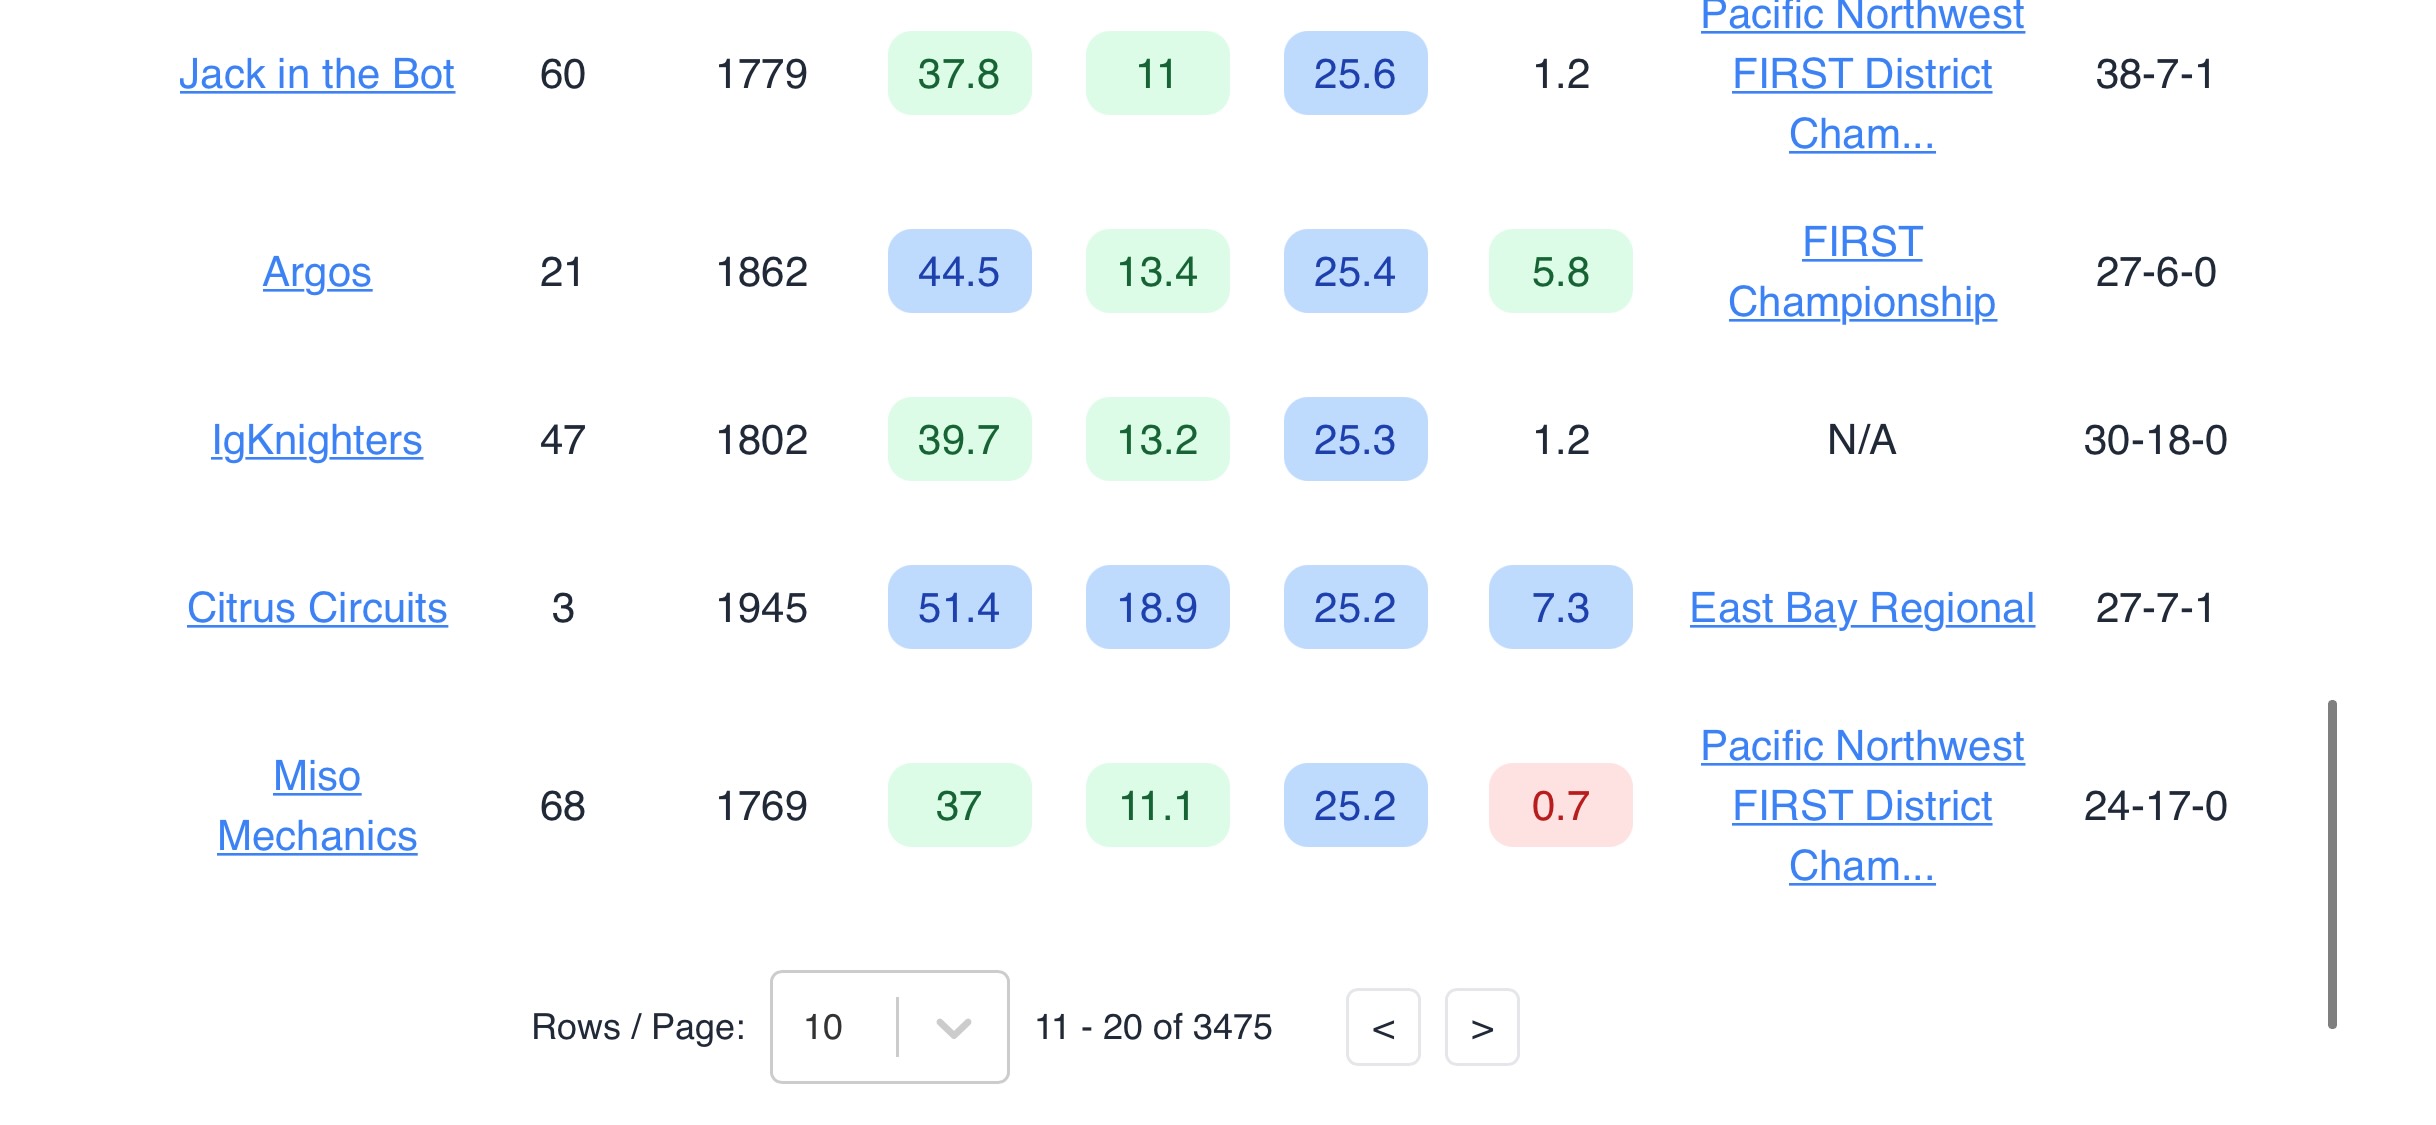 Pacific Northwest
Jack in the Bot 60 1779 37.8 11 25.6 1.2 FIRST District 38-7-1
Cham...
FIRST
Argos 21 1862 44.5 13.4 25.4 5.8 27-6-0
Championship
IgKnighters 47 1802 39.7 13.2 25.3 1.2 N/A 30-18-0
Citrus Circuits 3 1945 51.4 18.9 25.2 7.3 East Bay Regional 27-7-1
Pacific Northwest
Miso
68 1769 37 11.1 25.2 0.7 FIRST District 24-17-0
Mechanics
Cham...
Rows / Page: 10 11 - 20 of 3475 < >